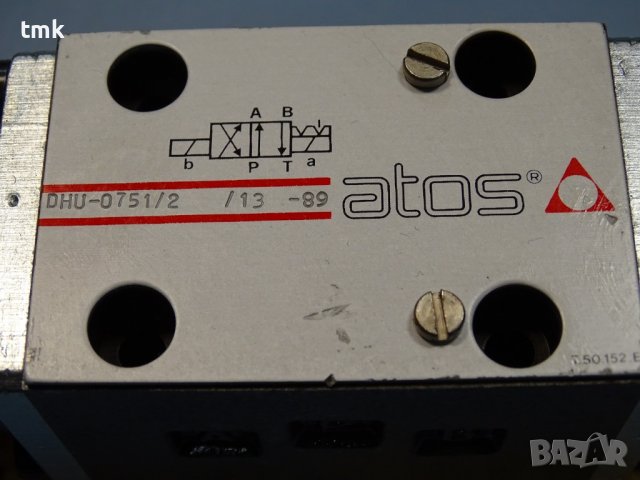 tmk
A B
b P T a
DHU-0751/2 /13 -89
atos®
BAZAR